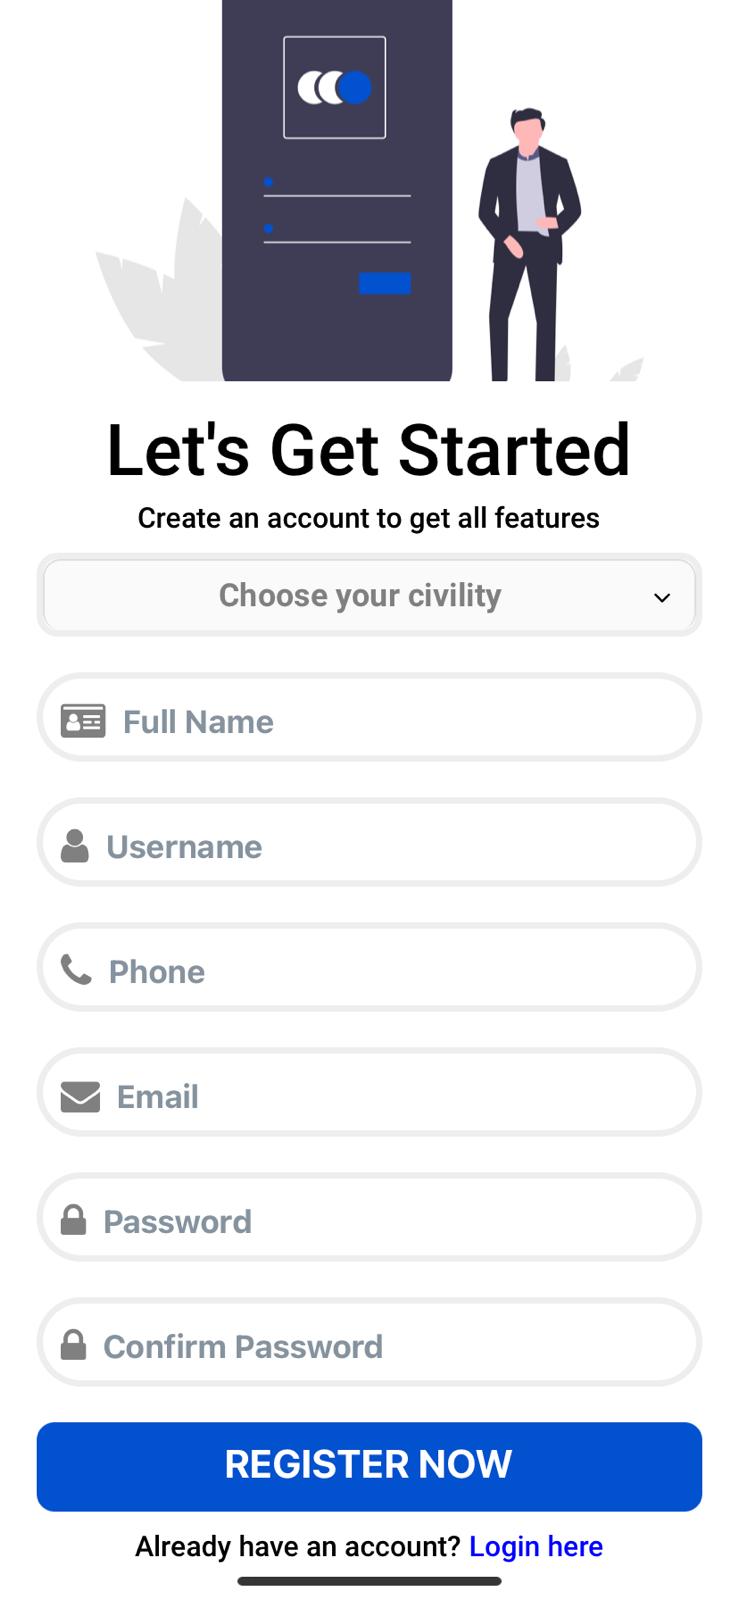 Let's Get Started
Create an account to get all features
Choose your civility
Full Name
Username
Phone
Email
Password
Confirm Password
REGISTER NOW
Already have an account? Login here